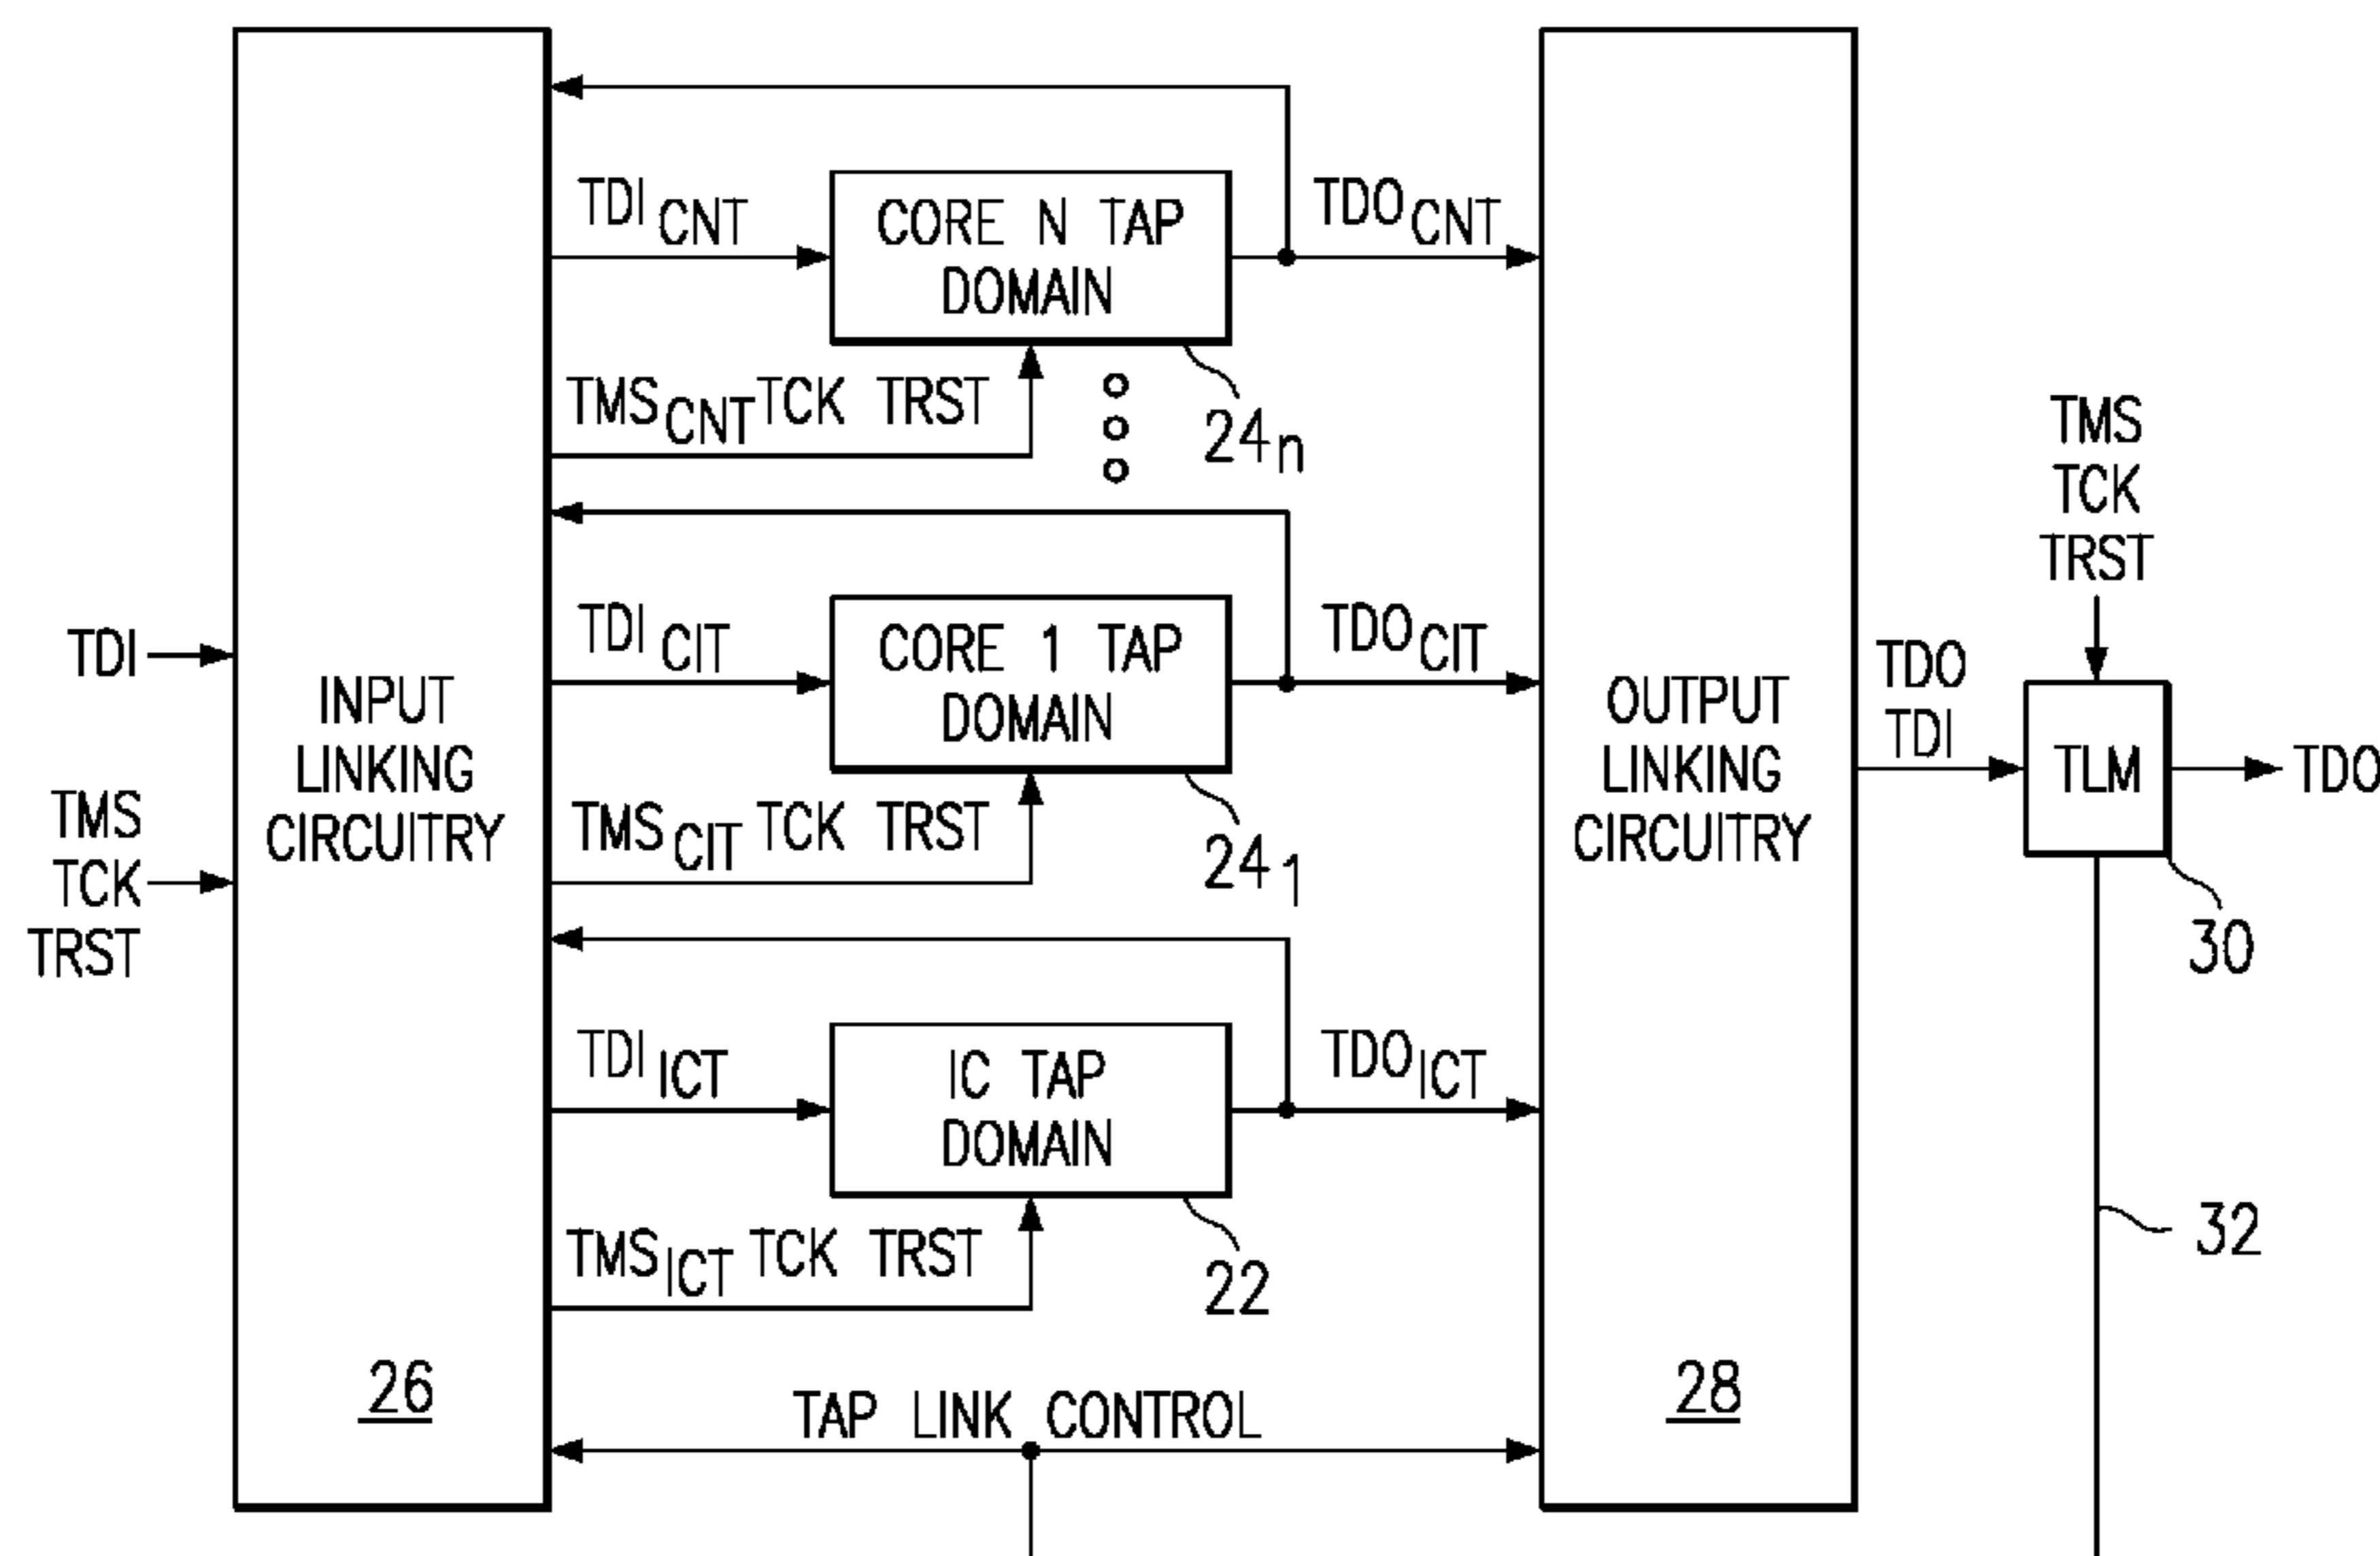 TDI CNT
CORE N TAP
DOMAIN
TDO CNT
TMS CNT TCK TRST
24n
TMS
TCK
TRST
TDI
TDI CIT
CORE 1 TAP
DOMAIN
TDO CIT
INPUT
LINKING
CIRCUITRY
OUTPUT
LINKING
CIRCUITRY
TDO
TDI
TLM
TDO
TMS
TCK
TRST
TMS CIT TCK TRST
24 1
30
TDI ICT
IC TAP
DOMAIN
TDO ICT
TMS ICT TCK TRST
22
32
26
TAP LINK CONTROL
28